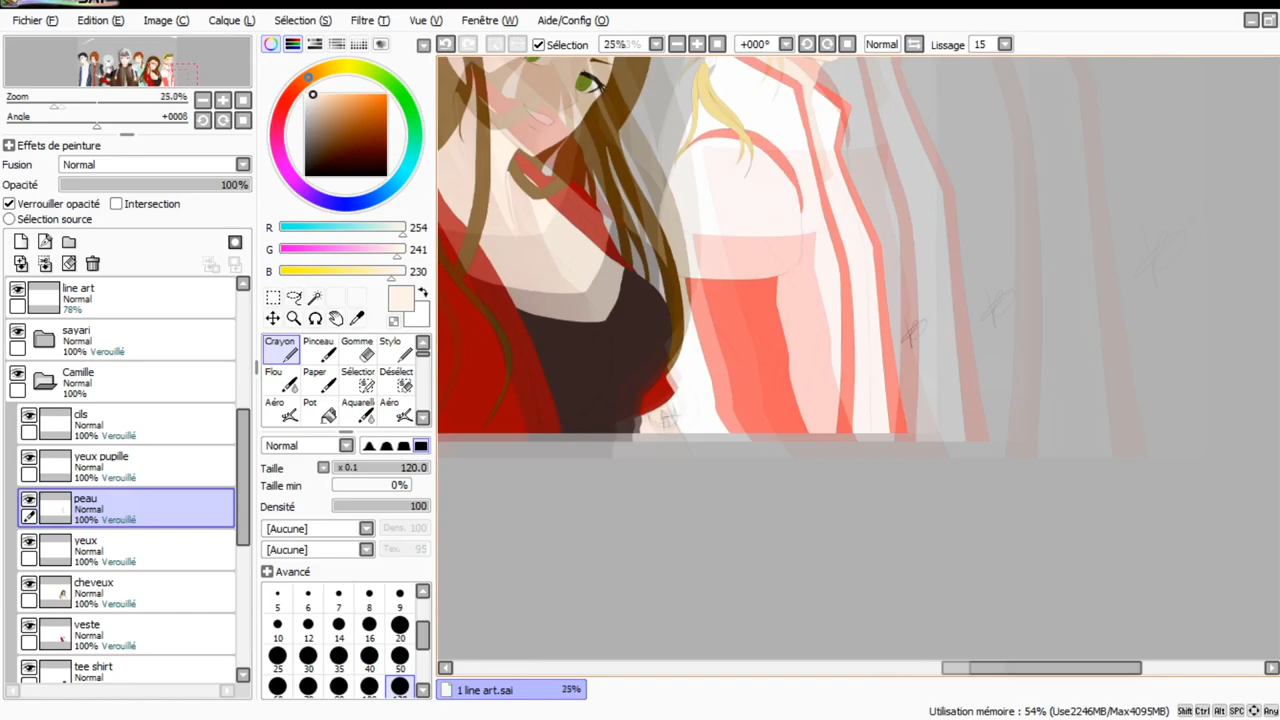 Fichier (F) Edition (E) Image (C) Calque (L) Sélection (S) Filtre (T) Vue (V) Fenêtre (W) Aide/Config (O)
Sélection 25% +000° Normal Lissage 15
Zoom 25.0%
Angle
Effets de peinture
Fusion Normal
Opacité 100%
Verrouiller opacité Intersection
Sélection source
line art
Normal
78%
sayari
Normal
100% Verouillé
Camille
Normal
100%
cils
Normal
100% Verouillé
yeux pupille
Normal
100% Verouillé
peau
Normal
100% Verouillé
yeux
Normal
100% Verouillé
cheveux
Normal
100% Verouillé
veste
Normal
100% Verouillé
tee shirt
Normal
R 254
G 241
B 230
Crayon Pinceau Gomme Stylo
Flou Paper Sélection Désélect
Aéro Pot Aquarell Aéro
Normal
Taille x 0.1 120.0
Taille min 0%
Densité 100
[Aucune] Dens. 100
[Aucune] Tex. 95
Avancé
5 6 7 8 9
10 12 14 16 20
25 30 35 40 50
1 line art.sai 25%
Utilisation mémoire : 54% (Use2246MB/Max4095MB) Shift Ctrl Alt SPC Any